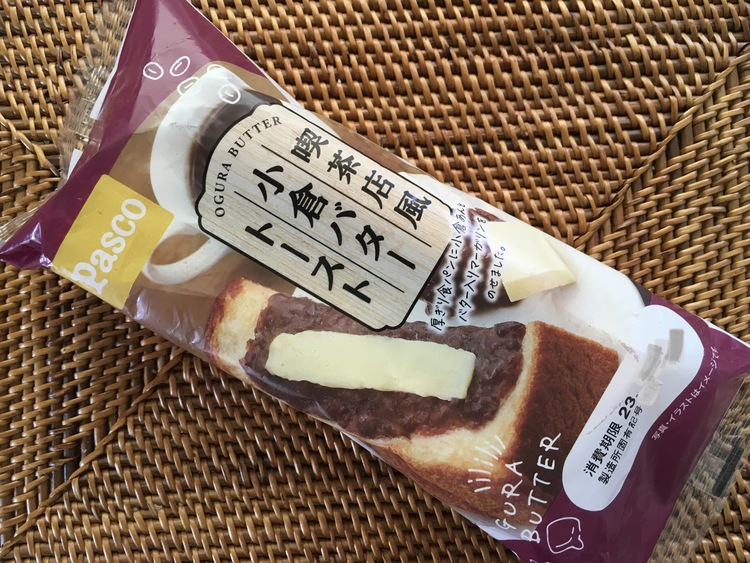 Pasco
OGURA BUTTER
喫茶店風
小倉バター
トースト
厚ぎり食パンに小倉あんと
バター入りマーガリンを
のせました。
消費期限 23.
製造所固有記号
写真・イラストはイメージで
GURA
BUTTER